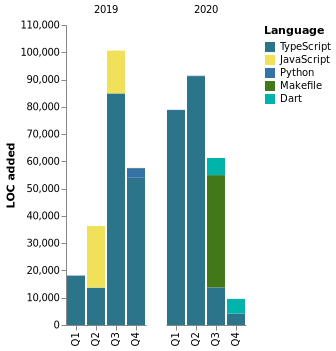 2019 2020
Language
TypeScript
JavaScript
Python
Makefile
Dart
LOC added
110,000
100,000
90,000
80,000
70,000
60,000
50,000
40,000
30,000
20,000
10,000
0
Q1 Q2 Q3 Q4 Q1 Q2 Q3 Q4